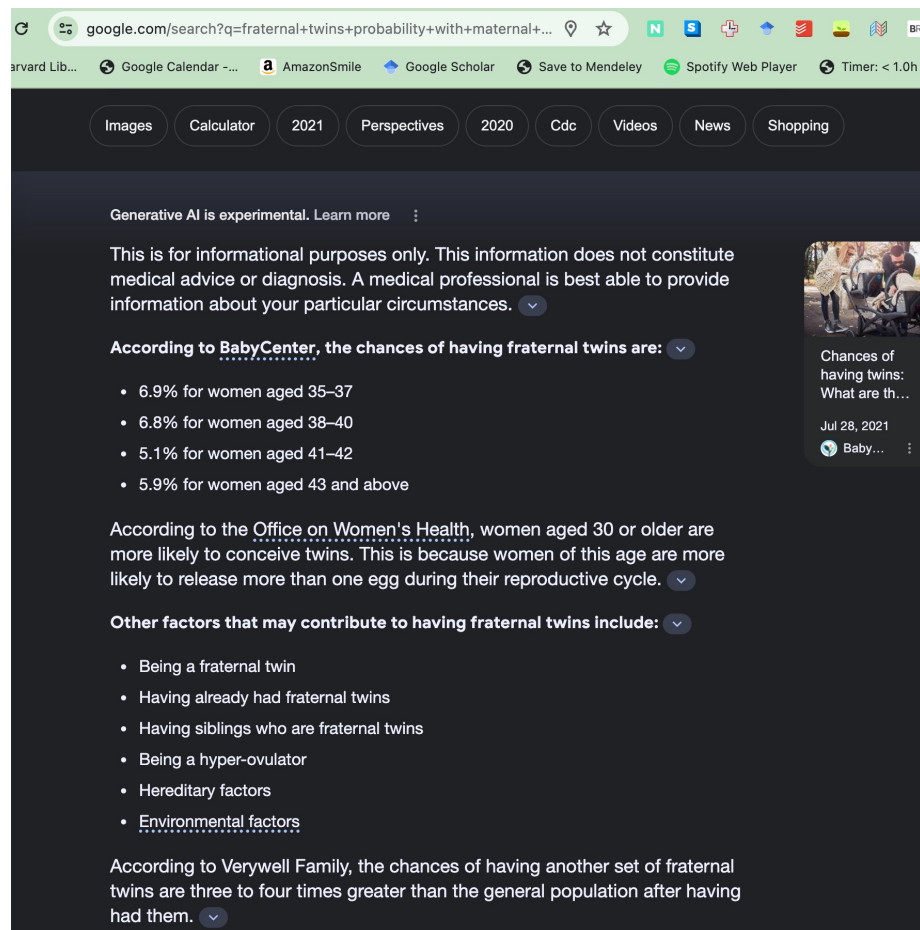 google.com/search?q=fraternal+twins+probability+with+maternal+...
N
S
BR
arvard Lib...
Google Calendar -...
a
AmazonSmile
Google Scholar
Save to Mendeley
Spotify Web Player
Timer: < 1.0h
Images
Calculator
2021
Perspectives
2020
Cdc
Videos
News
Shopping
Generative AI is experimental. Learn more
This is for informational purposes only. This information does not constitute
medical advice or diagnosis. A medical professional is best able to provide
information about your particular circumstances.
According to BabyCenter, the chances of having fraternal twins are:
• 6.9% for women aged 35–37
• 6.8% for women aged 38–40
• 5.1% for women aged 41–42
• 5.9% for women aged 43 and above
According to the Office on Women's Health, women aged 30 or older are
more likely to conceive twins. This is because women of this age are more
likely to release more than one egg during their reproductive cycle.
Other factors that may contribute to having fraternal twins include:
• Being a fraternal twin
• Having already had fraternal twins
• Having siblings who are fraternal twins
• Being a hyper-ovulator
• Hereditary factors
• Environmental factors
According to Verywell Family, the chances of having another set of fraternal
twins are three to four times greater than the general population after having
had them.
Chances of
having twins:
What are th...
Jul 28, 2021
Baby...